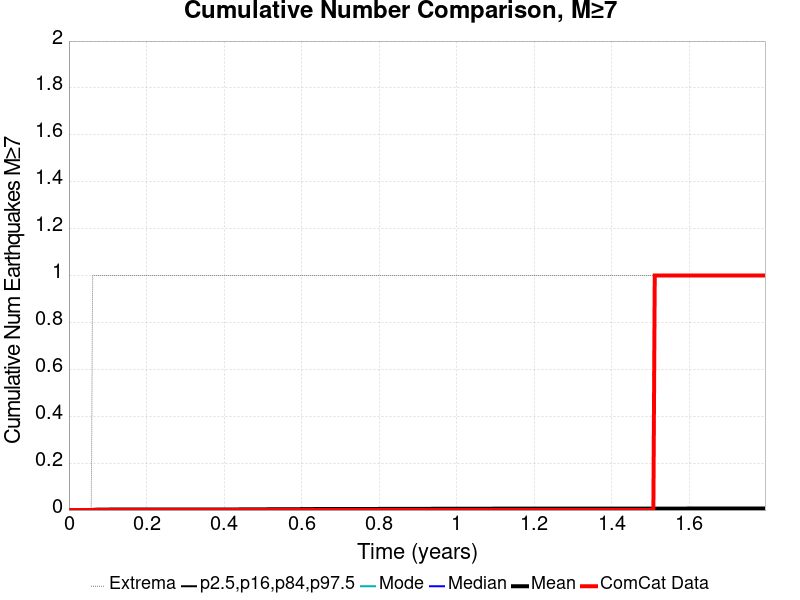 Cumulative Number Comparison, M≥7
Cumulative Num Earthquakes M≥7
2
1.8
1.6
1.4
1.2
1
0.8
0.6
0.4
0.2
0
0 0.2 0.4 0.6 0.8 1 1.2 1.4 1.6
Time (years)
Extrema p2.5,p16,p84,p97.5 Mode Median Mean ComCat Data